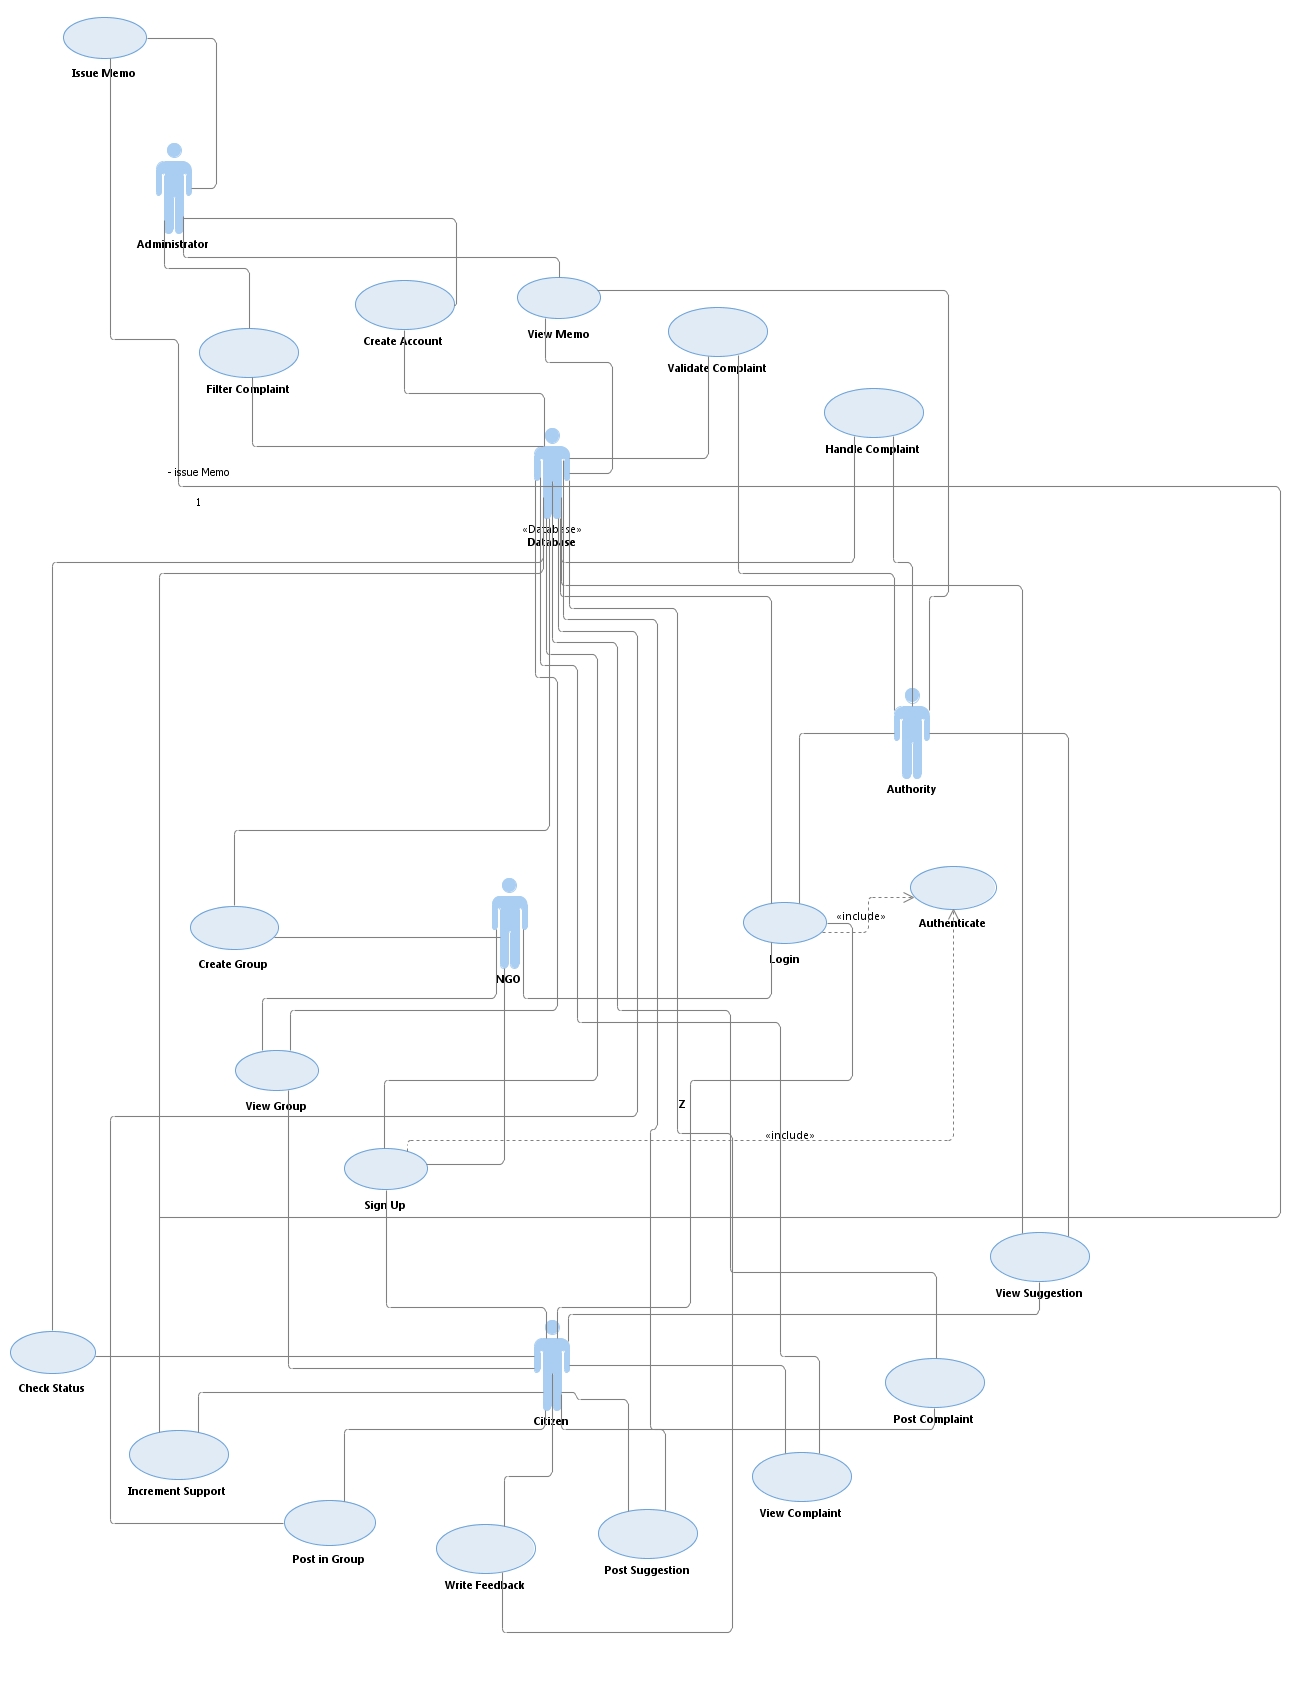 Issue Memo
Administrator
Create Account
View Memo
Validate Complaint
Filter Complaint
Handle Complaint
- issue Memo
1
«Database»
Database
Authority
«include»
Authenticate
Create Group
Login
NGO
View Group
Z
«include»
Sign Up
View Suggestion
Check Status
Citizen
Post Complaint
Increment Support
View Complaint
Post in Group
Post Suggestion
Write Feedback